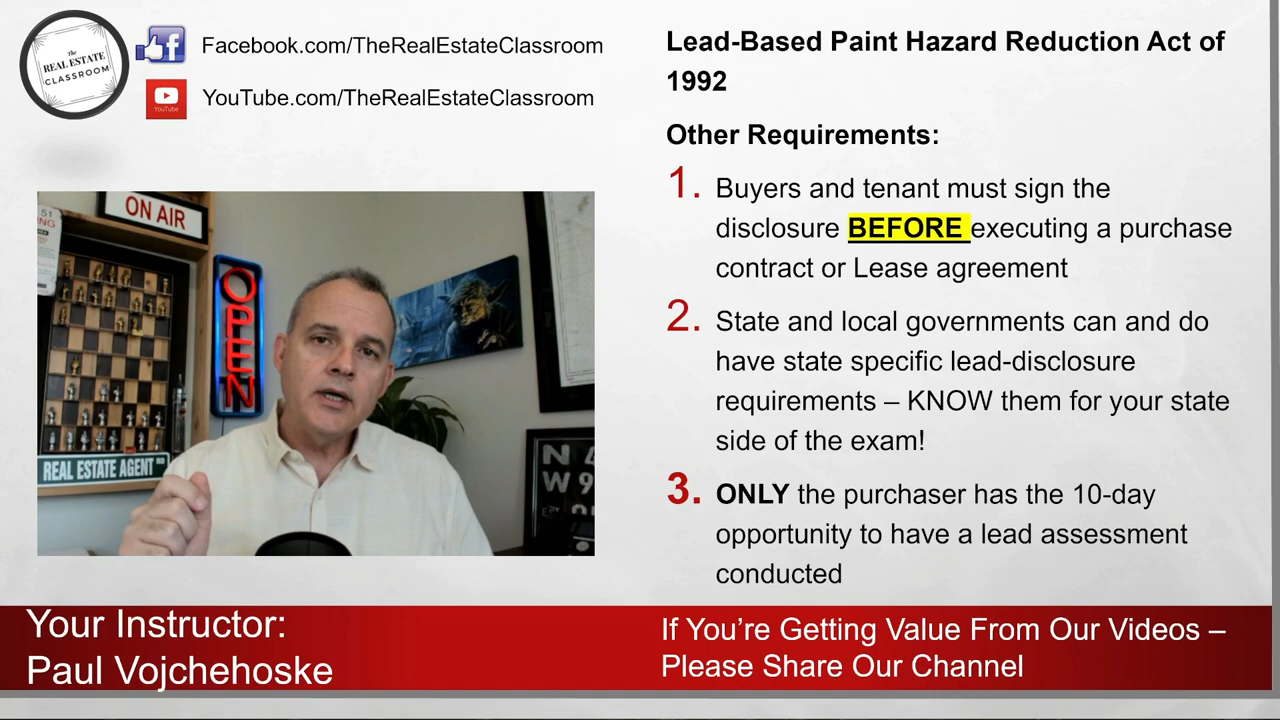 The
REAL ESTATE
CLASSROOM
Facebook.com/TheRealEstateClassroom
YouTube
YouTube.com/TheRealEstateClassroom
ON AIR
OPEN
REAL ESTATE AGENT
Lead-Based Paint Hazard Reduction Act of
1992
Other Requirements:
1. Buyers and tenant must sign the
disclosure BEFORE executing a purchase
contract or Lease agreement
2. State and local governments can and do
have state specific lead-disclosure
requirements – KNOW them for your state
side of the exam!
3. ONLY the purchaser has the 10-day
opportunity to have a lead assessment
conducted
Your Instructor:
Paul Vojchehoske
If You’re Getting Value From Our Videos –
Please Share Our Channel